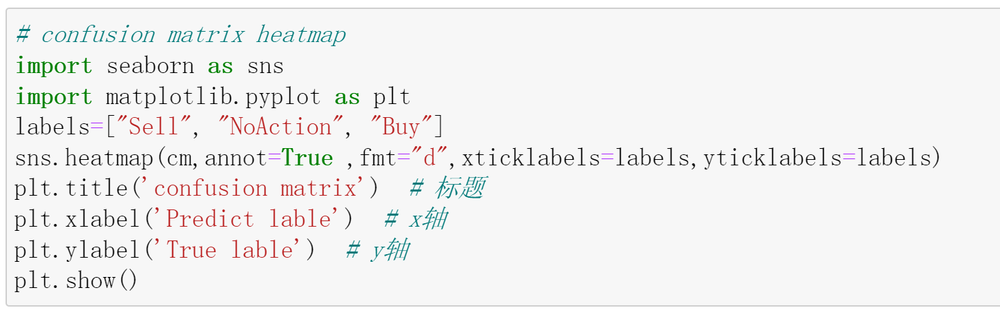 # confusion matrix heatmap
import seaborn as sns
import matplotlib.pyplot as plt
labels=["Sell", "NoAction", "Buy"]
sns.heatmap(cm,annot=True ,fmt="d",xticklabels=labels,yticklabels=labels)
plt.title('confusion matrix')  # 标题
plt.xlabel('Predict lable')  # x轴
plt.ylabel('True lable')  # y轴
plt.show()